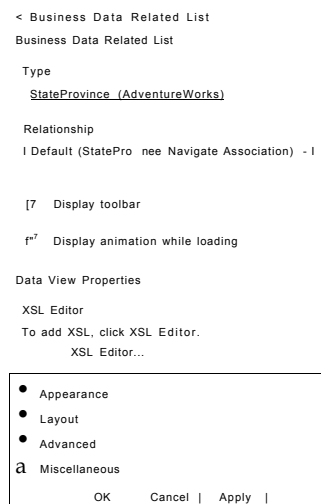 < Business Data Related List
Business Data Related List
Type
StateProvince (AdventureWorks)
Relationship
I Default (StatePro nee Navigate Association) - I
[7 Display toolbar
f"7 Display animation while loading
Data View Properties
XSL Editor
To add XSL, click XSL Editor.
XSL Editor...
• Appearance
• Layout
• Advanced
a Miscellaneous
OK Cancel | Apply |